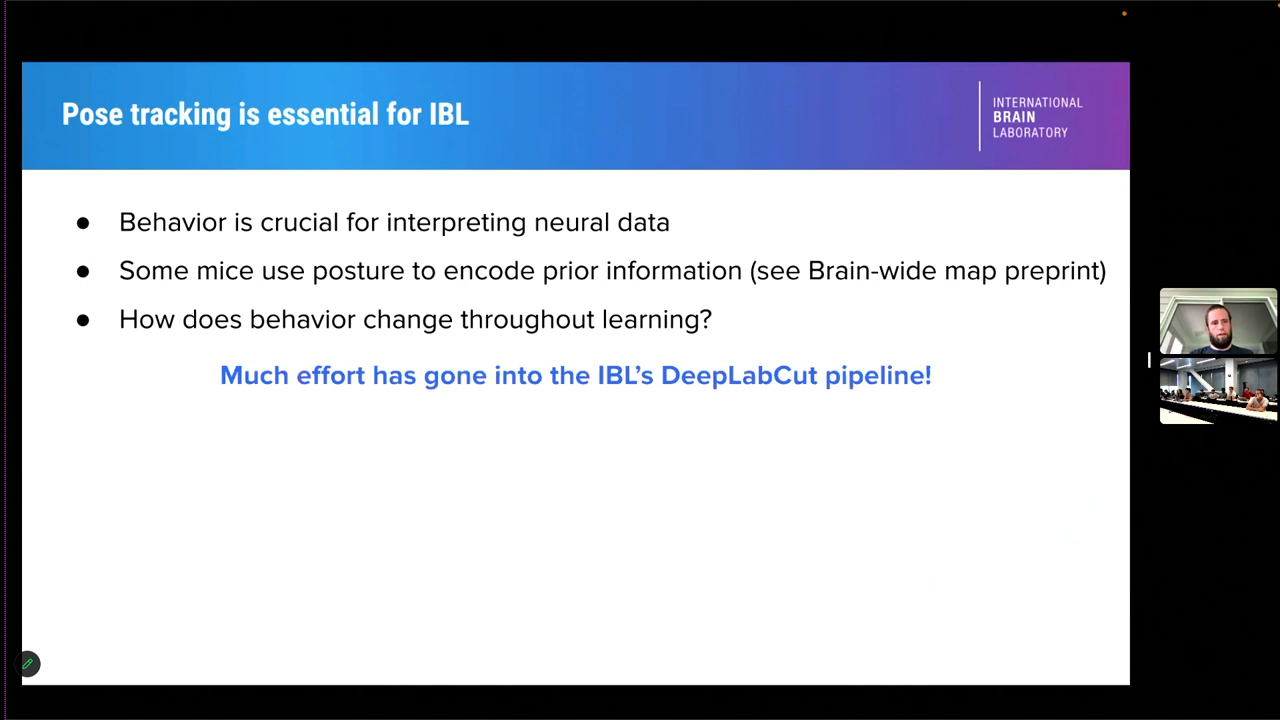 Pose tracking is essential for IBL
INTERNATIONAL
BRAIN
LABORATORY
● Behavior is crucial for interpreting neural data
● Some mice use posture to encode prior information (see Brain-wide map preprint)
● How does behavior change throughout learning?
Much effort has gone into the IBL’s DeepLabCut pipeline!